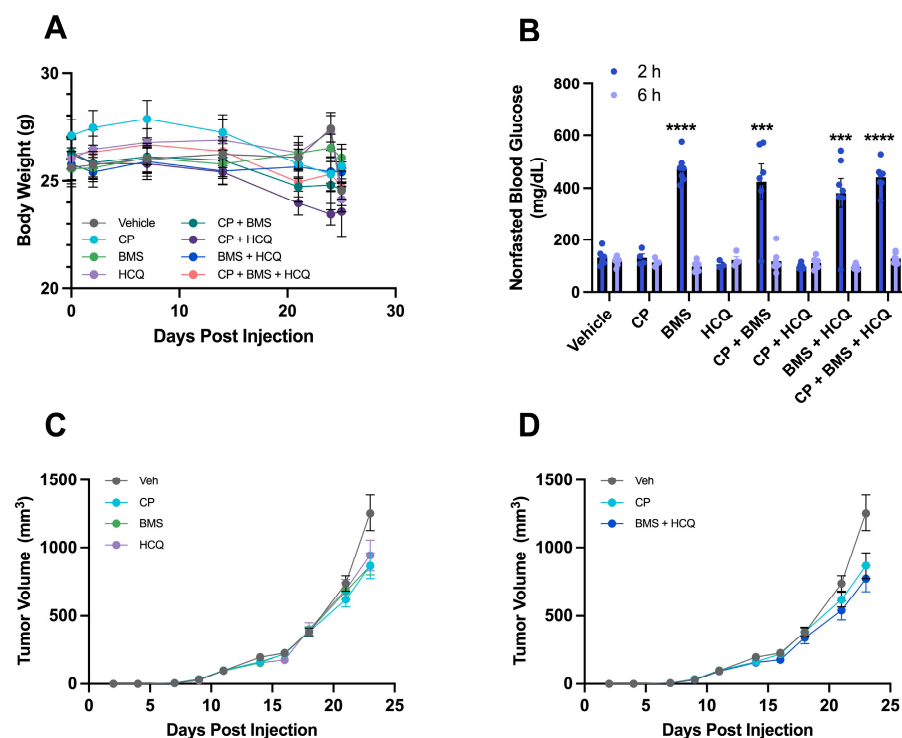 A
30
25
20
0
10
20
30
Body Weight (g)
Days Post Injection
Vehicle
CP
BMS
HCQ
CP + BMS
CP + HCQ
BMS + HCQ
CP + BMS + HCQ
B
2 h
6 h
800
600
400
200
0
Nonfasted Blood Glucose
(mg/dL)
****
***
***
****
Vehicle
CP
BMS
HCQ
CP + BMS
CP + HCQ
BMS + HCQ
CP + BMS + HCQ
C
1500
1000
500
0
0
5
10
15
20
25
Tumor Volume (mm³)
Days Post Injection
Veh
CP
BMS
HCQ
D
1500
1000
500
0
0
5
10
15
20
25
Tumor Volume (mm³)
Days Post Injection
Veh
CP
BMS + HCQ